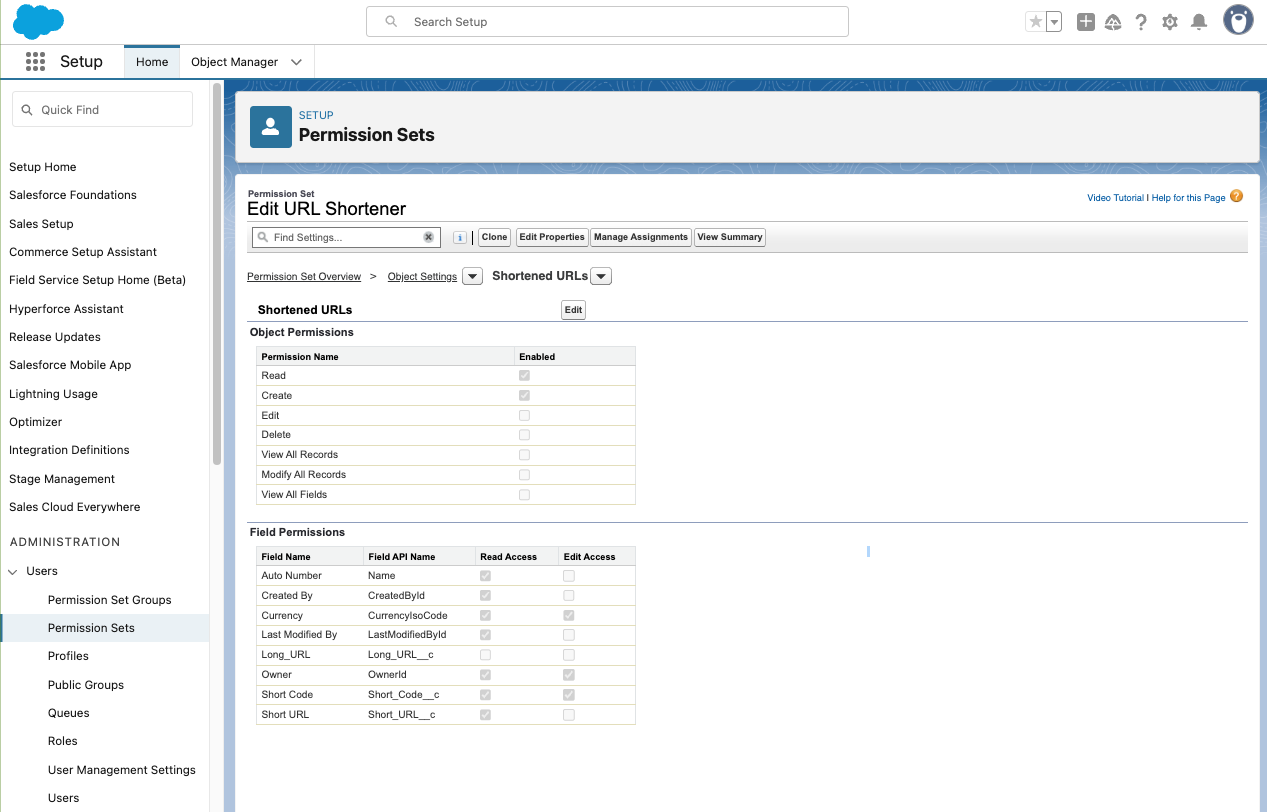 Search Setup
Setup
Home
Object Manager
Quick Find
Setup Home
Salesforce Foundations
Sales Setup
Commerce Setup Assistant
Field Service Setup Home (Beta)
Hyperforce Assistant
Release Updates
Salesforce Mobile App
Lightning Usage
Optimizer
Integration Definitions
Stage Management
Sales Cloud Everywhere
ADMINISTRATION
Users
Permission Set Groups
Permission Sets
Profiles
Public Groups
Queues
Roles
User Management Settings
Users
SETUP
Permission Sets
Permission Set
Edit URL Shortener
Video Tutorial | Help for this Page ?
Find Settings... i | Clone Edit Properties Manage Assignments View Summary
Permission Set Overview > Object Settings Shortened URLs
Shortened URLs Edit
Object Permissions
Permission Name Enabled
Read
Create
Edit
Delete
View All Records
Modify All Records
View All Fields
Field Permissions
Field Name Field API Name Read Access Edit Access
Auto Number Name
Created By CreatedById
Currency CurrencyIsoCode
Last Modified By LastModifiedById
Long_URL Long_URL__c
Owner OwnerId
Short Code Short_Code__c
Short URL Short_URL__c